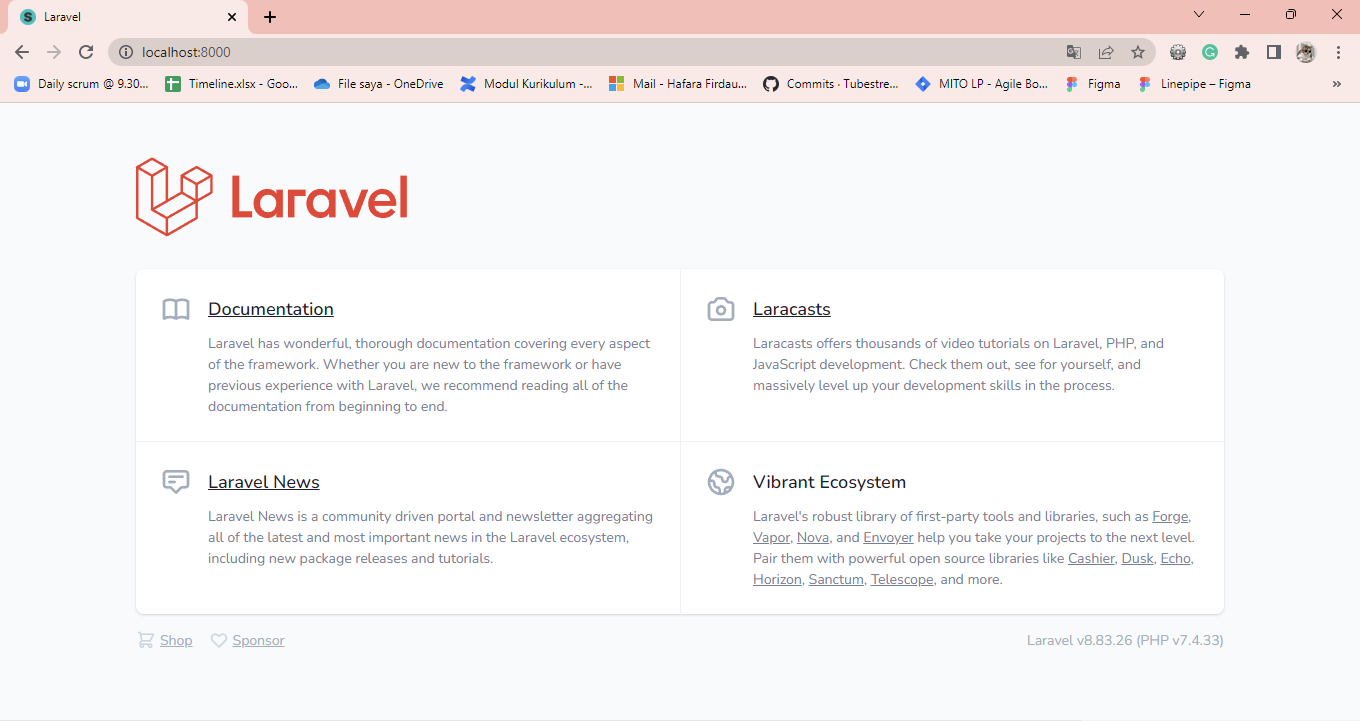 Laravel
localhost:8000
Daily scrum @ 9.30...
Timeline.xlsx - Goo...
File saya - OneDrive
Modul Kurikulum -...
Mail - Hafara Firdau...
Commits · Tubestre...
MITO LP - Agile Bo...
Figma
Linepipe – Figma
»
Laravel
Documentation
Laravel has wonderful, thorough documentation covering every aspect
of the framework. Whether you are new to the framework or have
previous experience with Laravel, we recommend reading all of the
documentation from beginning to end.
Laracasts
Laracasts offers thousands of video tutorials on Laravel, PHP, and
JavaScript development. Check them out, see for yourself, and
massively level up your development skills in the process.
Laravel News
Laravel News is a community driven portal and newsletter aggregating
all of the latest and most important news in the Laravel ecosystem,
including new package releases and tutorials.
Vibrant Ecosystem
Laravel's robust library of first-party tools and libraries, such as Forge,
Vapor, Nova, and Envoyer help you take your projects to the next level.
Pair them with powerful open source libraries like Cashier, Dusk, Echo,
Horizon, Sanctum, Telescope, and more.
Shop
Sponsor
Laravel v8.83.26 (PHP v7.4.33)